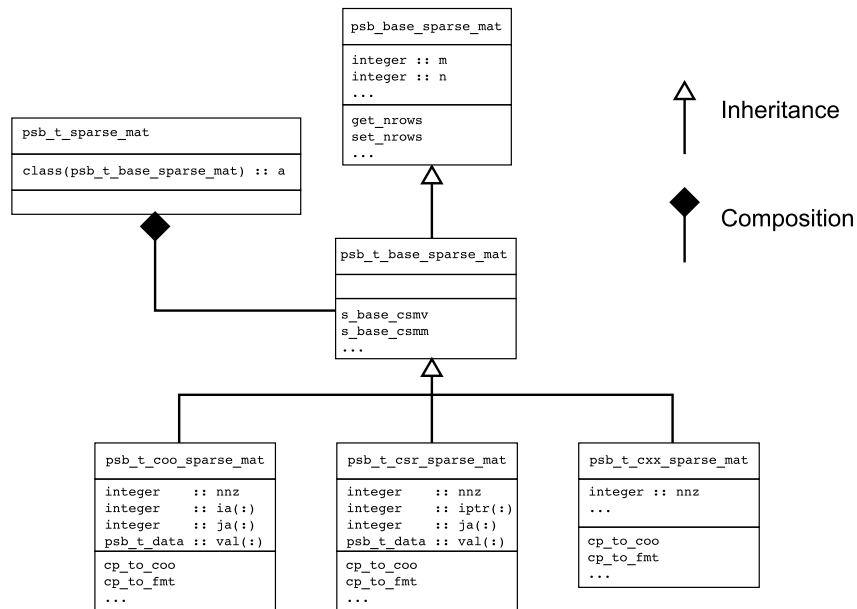 psb_base_sparse_mat
integer :: m
integer :: n
...
get_nrows
set_nrows
...
psb_t_sparse_mat
class(psb_t_base_sparse_mat) :: a
Inheritance
Composition
psb_t_base_sparse_mat
s_base_csmv
s_base_csmm
...
psb_t_coo_sparse_mat
integer    :: nnz
integer    :: ia(:)
integer    :: ja(:)
psb_t_data :: val(:)
cp_to_coo
cp_to_fmt
...
psb_t_csr_sparse_mat
integer    :: nnz
integer    :: iptr(:)
integer    :: ja(:)
psb_t_data :: val(:)
cp_to_coo
cp_to_fmt
...
psb_t_cxx_sparse_mat
integer :: nnz
...
cp_to_coo
cp_to_fmt
...